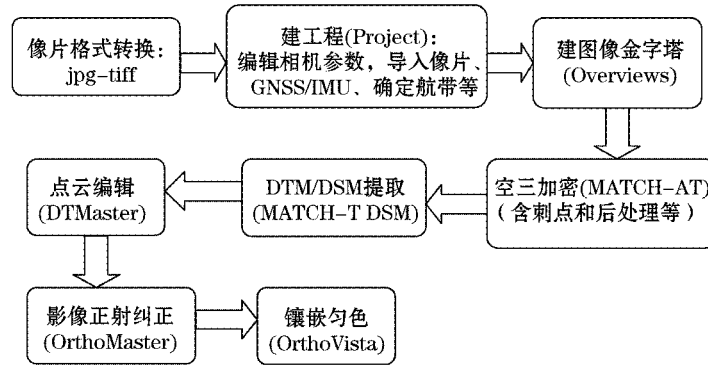 像片格式转换：
jpg-tiff
建工程(Project)：
编辑相机参数，导入像片、
GNSS/IMU、确定航带等
建图像金字塔
(Overviews)
空三加密(MATCH-AT)
（含刺点和后处理等）
DTM/DSM提取
(MATCH-T DSM)
点云编辑
(DTMaster)
影像正射纠正
(OrthoMaster)
镶嵌匀色
(OrthoVista)